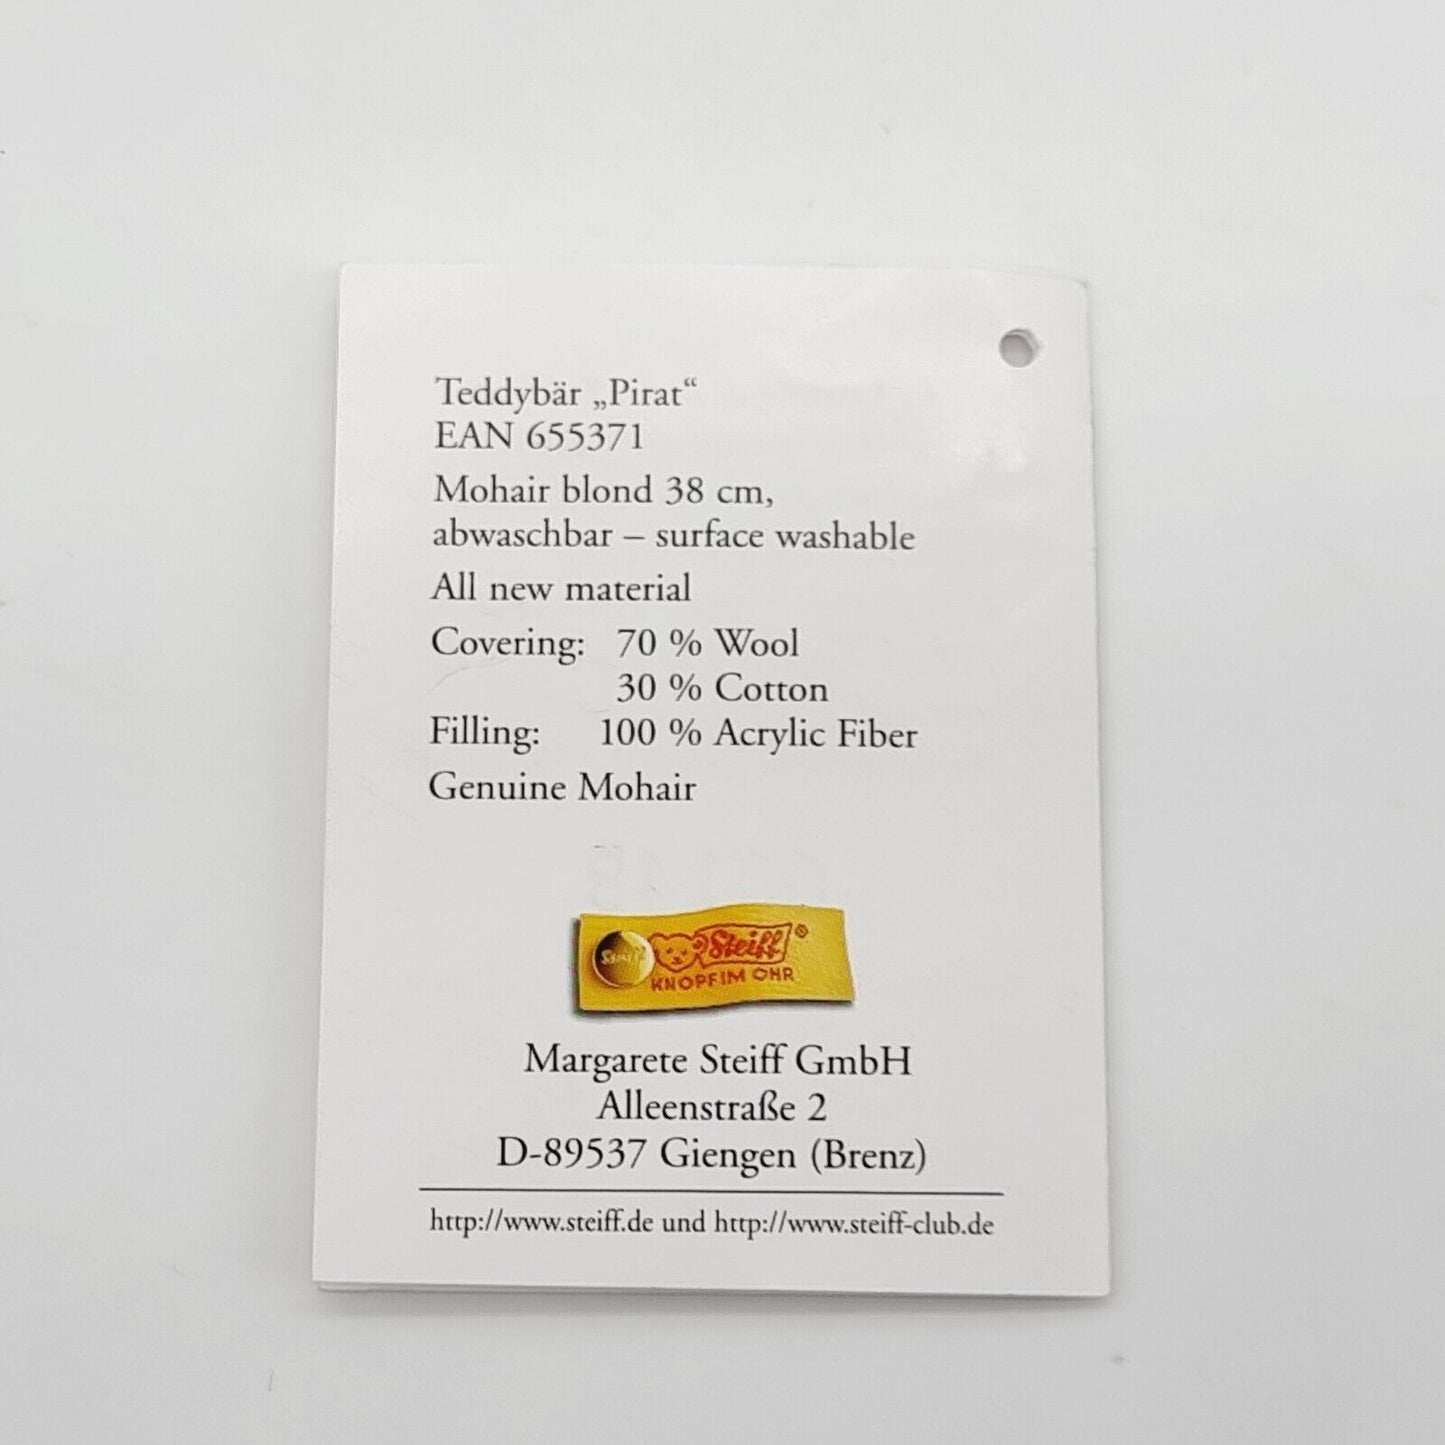 Teddybär „Pirat“
EAN 655371
Mohair blond 38 cm,
abwaschbar – surface washable
All new material
Covering: 70 % Wool
30 % Cotton
Filling: 100 % Acrylic Fiber
Genuine Mohair
Steiff ®
KNOPF IM OHR
Margarete Steiff GmbH
Alleenstraße 2
D-89537 Giengen (Brenz)
http://www.steiff.de und http://www.steiff-club.de